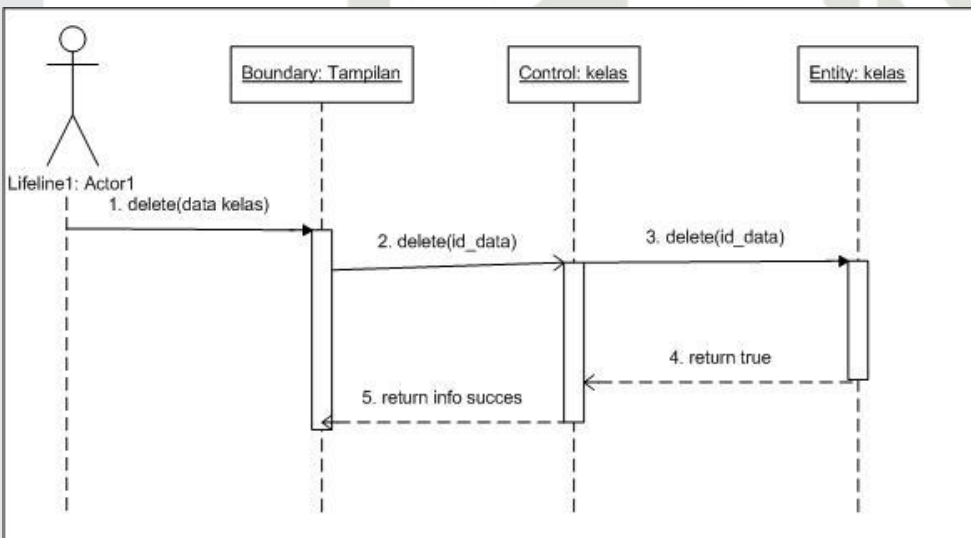 Boundary: Tampilan
Control: kelas
Entity: kelas
Lifeline1: Actor1
1. delete(data kelas)
2. delete(id_data)
3. delete(id_data)
4. return true
5. return info succes